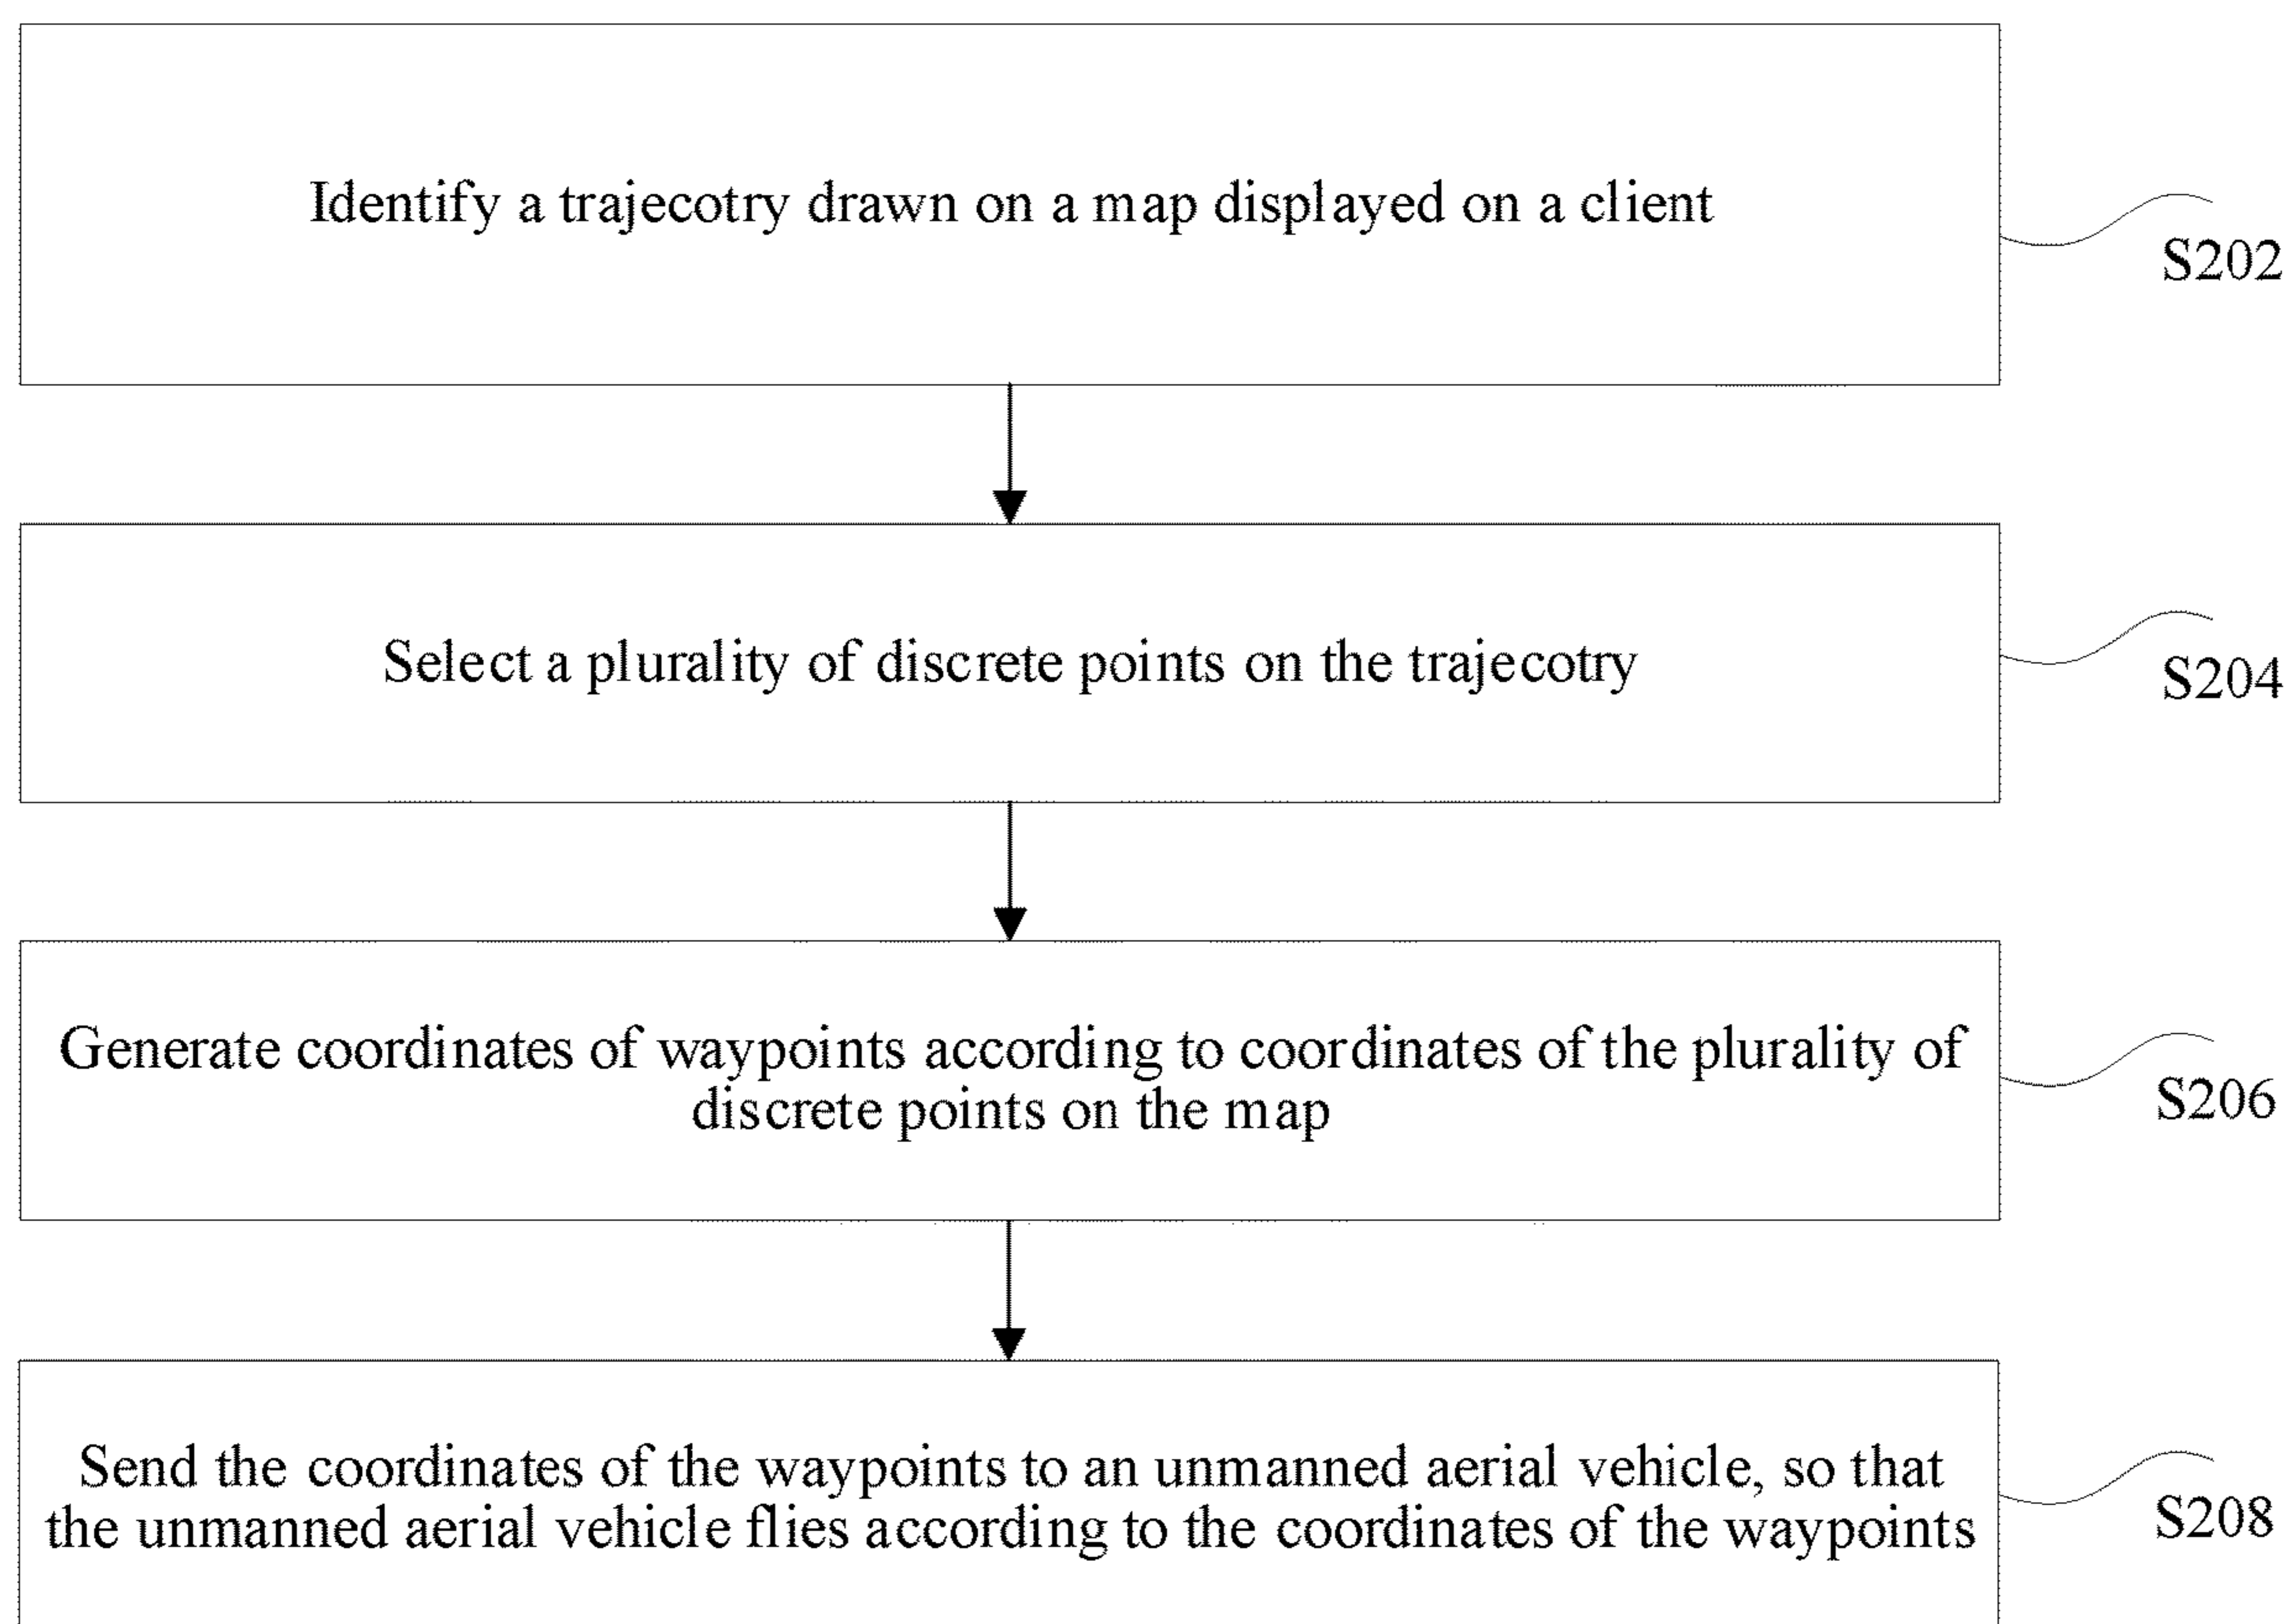 Identify a trajecotry drawn on a map displayed on a client
S202
Select a plurality of discrete points on the trajecotry
S204
Generate coordinates of waypoints according to coordinates of the plurality of
discrete points on the map
S206
Send the coordinates of the waypoints to an unmanned aerial vehicle, so that
the unmanned aerial vehicle flies according to the coordinates of the waypoints
S208